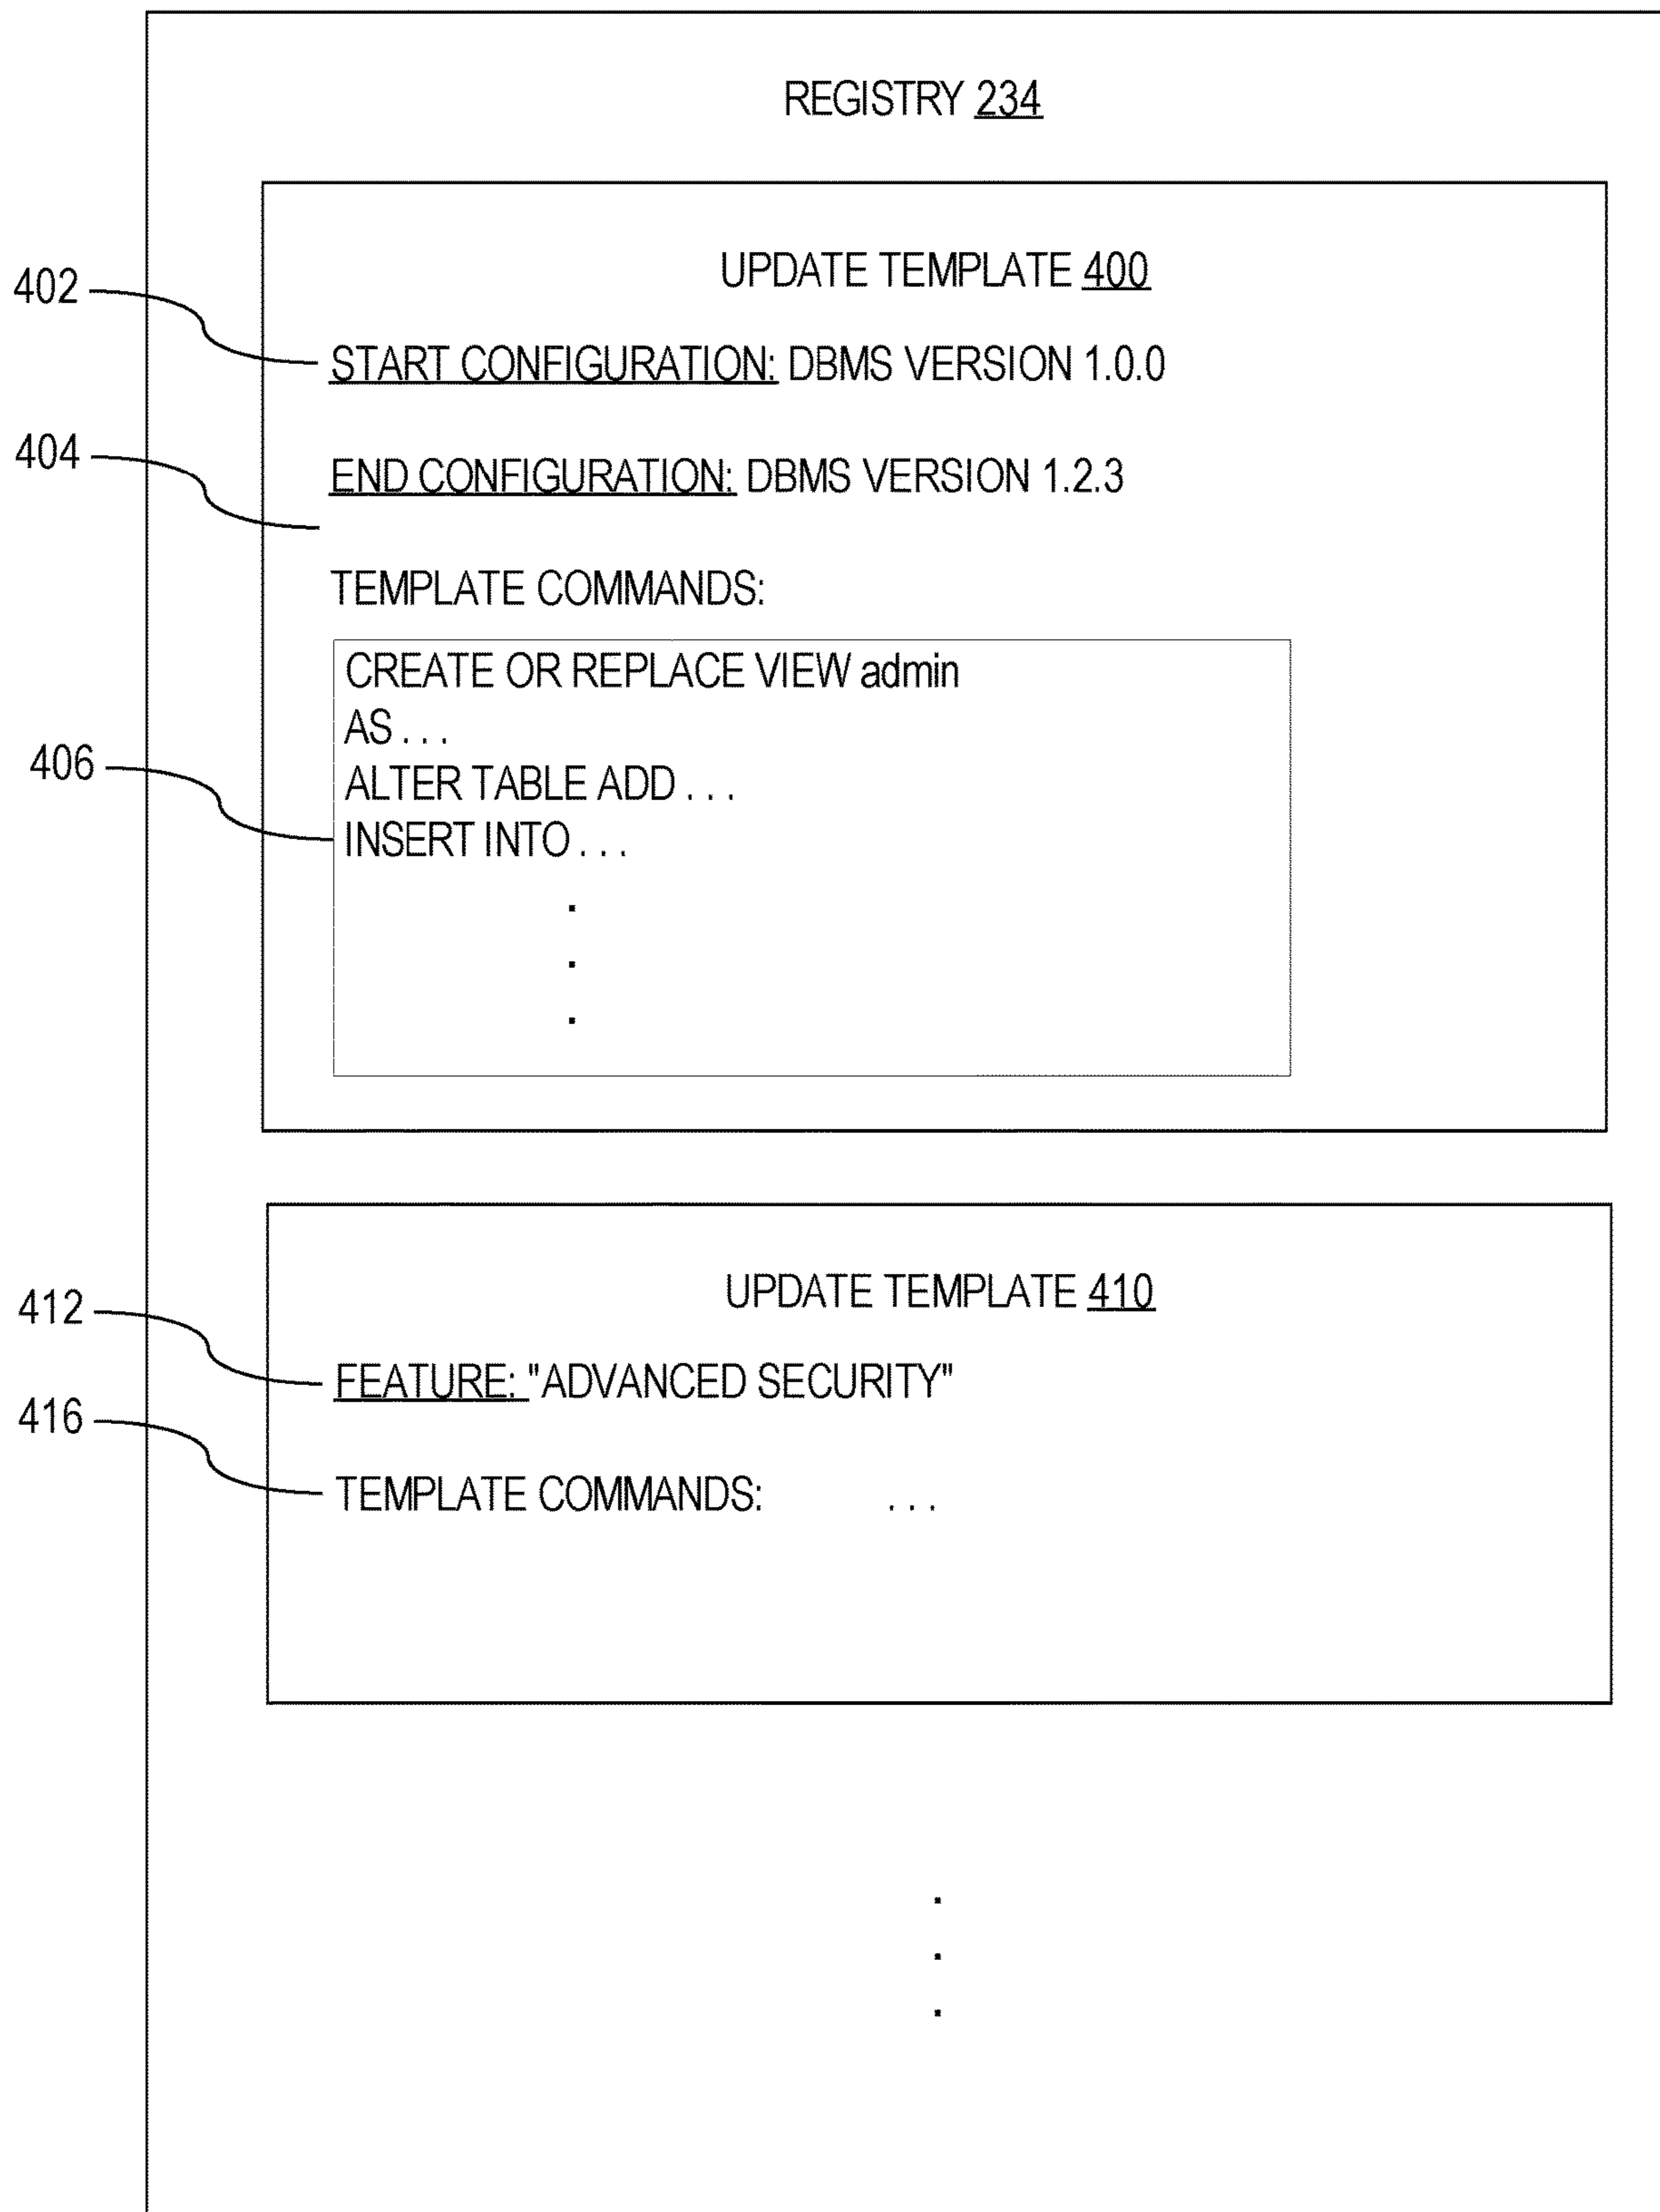 REGISTRY 234
UPDATE TEMPLATE 400
402
START CONFIGURATION: DBMS VERSION 1.0.0
404
END CONFIGURATION: DBMS VERSION 1.2.3
TEMPLATE COMMANDS:
CREATE OR REPLACE VIEW admin
AS . . .
406
ALTER TABLE ADD . . .
INSERT INTO . . .
.
.
.
UPDATE TEMPLATE 410
412
FEATURE: "ADVANCED SECURITY"
416
TEMPLATE COMMANDS: . . .
.
.
.